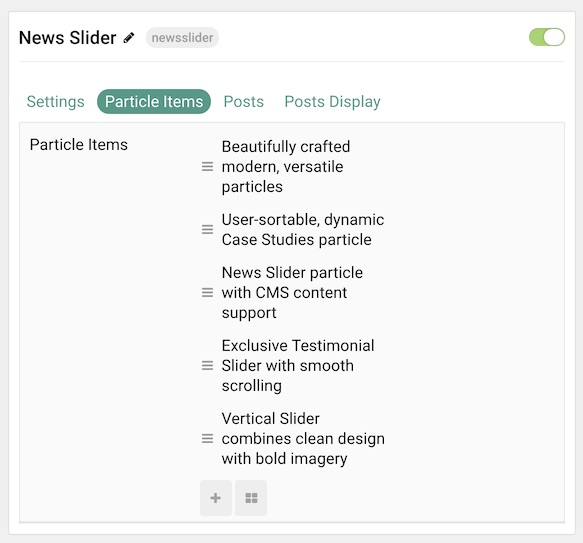 News Slider newsslider
Settings Particle Items Posts Posts Display
Particle Items
Beautifully crafted
modern, versatile
particles
User-sortable, dynamic
Case Studies particle
News Slider particle
with CMS content
support
Exclusive Testimonial
Slider with smooth
scrolling
Vertical Slider
combines clean design
with bold imagery